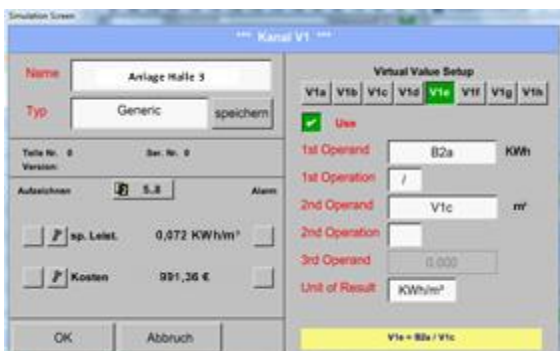 Simulation Screen
*** Kanal V1 ***
Name
Anlage Halle 3
Typ
Generic
speichern
Teile Nr. 0
Ser. Nr. 0
Version:
Aufzeichnen
5.8
Alarm
sp. Leist.
0,072 KWh/m³
Kosten
991,36 €
OK
Abbruch
Virtual Value Setup
V1a V1b V1c V1d V1e V1f V1g V1h
Use
1st Operand
B2a
KWh
1st Operation
/
2nd Operand
V1c
m³
2nd Operation
3rd Operand
0.000
Unit of Result
KWh/m³
V1e = B2a / V1c